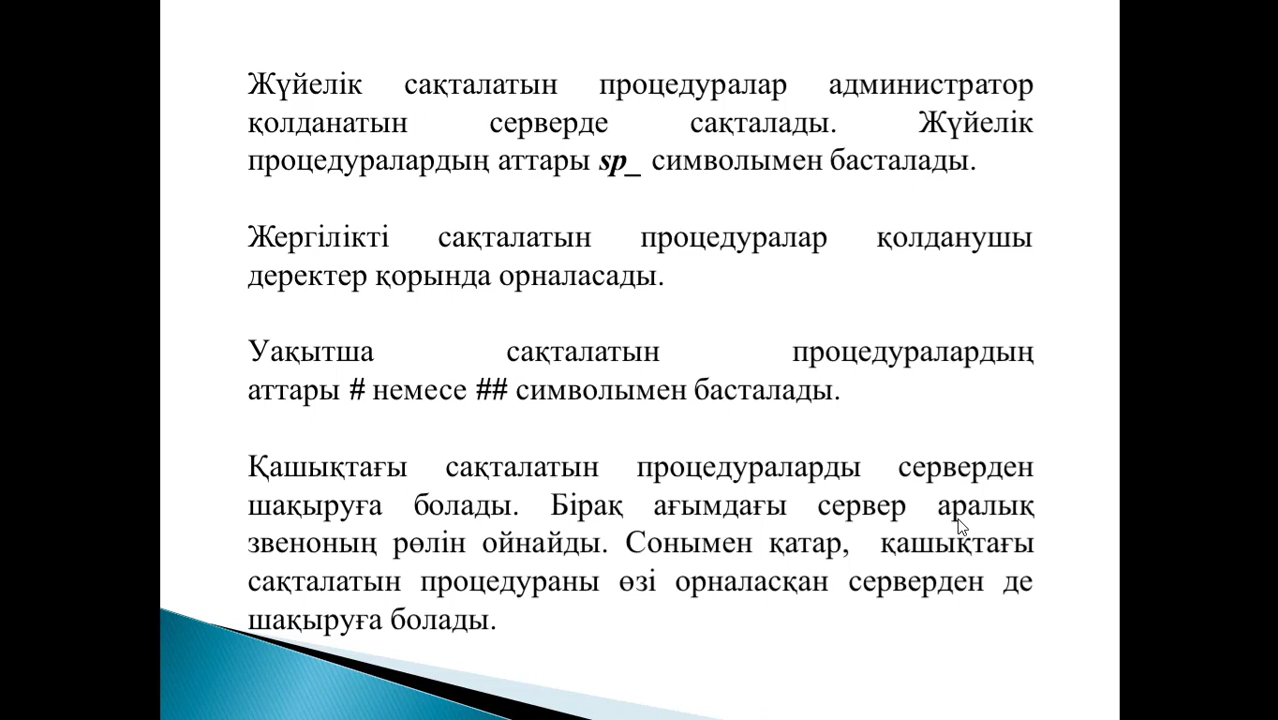 Жүйелік сақталатын процедуралар администратор
қолданатын серверде сақталады. Жүйелік
процедуралардың аттары sp_ символымен басталады.
Жергілікті сақталатын процедуралар қолданушы
деректер қорында орналасады.
Уақытша сақталатын процедуралардың
аттары # немесе ## символымен басталады.
Қашықтағы сақталатын процедураларды серверден
шақыруға болады. Бірақ ағымдағы сервер аралық
звеноның рөлін ойнайды. Сонымен қатар, қашықтағы
сақталатын процедураны өзі орналасқан серверден де
шақыруға болады.